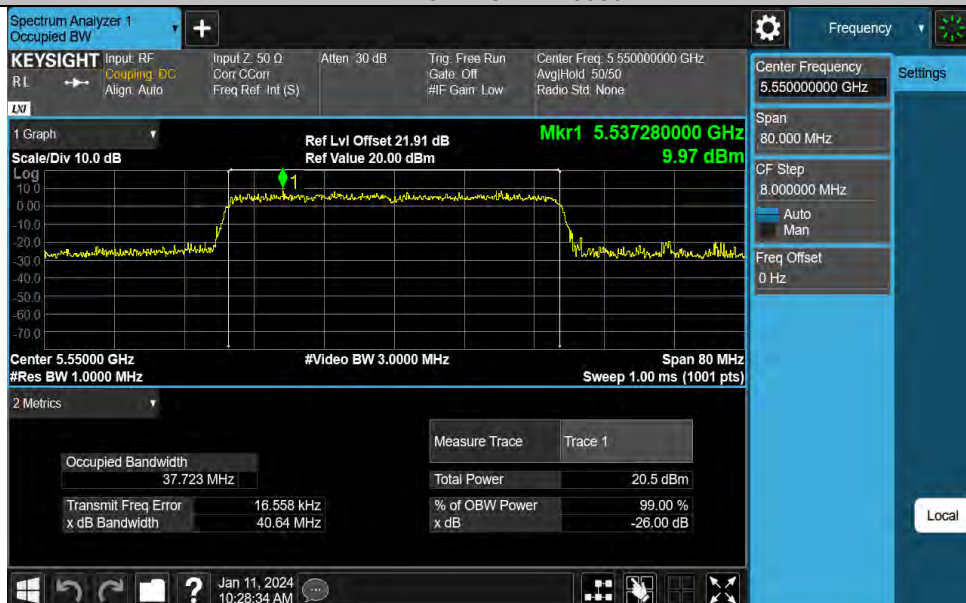 Spectrum Analyzer 1
Occupied BW
Frequency
KEYSIGHT
R L
LXI
Input: RF
Coupling: DC
Align: Auto
Input Z: 50 Ω
Corr CCorr
Freq Ref: Int (S)
Atten: 30 dB
Trig: Free Run
Gate: Off
#IF Gain: Low
Center Freq: 5.550000000 GHz
Avg|Hold: 50/50
Radio Std: None
1 Graph
Scale/Div 10.0 dB
Ref Lvl Offset 21.91 dB
Ref Value 20.00 dBm
Mkr1 5.537280000 GHz
9.97 dBm
Log
10.0
0.00
-10.0
-20.0
-30.0
-40.0
-50.0
-60.0
-70.0
1
Center 5.55000 GHz
#Res BW 1.0000 MHz
#Video BW 3.0000 MHz
Span 80 MHz
Sweep 1.00 ms (1001 pts)
2 Metrics
Measure Trace Trace 1
Occupied Bandwidth
37.723 MHz
Total Power 20.5 dBm
Transmit Freq Error 16.558 kHz
% of OBW Power 99.00 %
x dB Bandwidth 40.64 MHz
x dB -26.00 dB
Center Frequency
5.550000000 GHz
Span
80.000 MHz
CF Step
8.000000 MHz
Auto
Man
Freq Offset
0 Hz
Settings
Local
?
Jan 11, 2024
10:28:34 AM